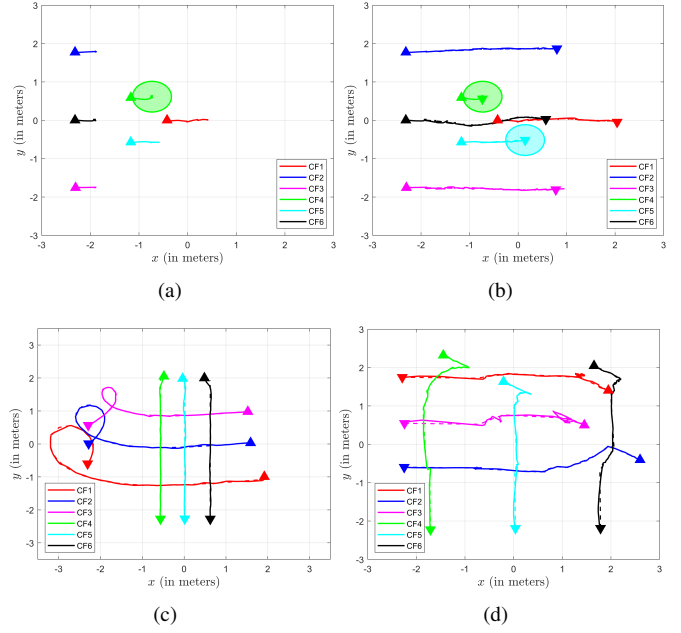 3
2
1
0
-1
-2
-3
y (in meters)
-3 -2 -1 0 1 2 3
x (in meters)
CF1
CF2
CF3
CF4
CF5
CF6
(a)
3
2
1
0
-1
-2
-3
y (in meters)
-3 -2 -1 0 1 2 3
x (in meters)
CF1
CF2
CF3
CF4
CF5
CF6
(b)
3
2
1
0
-1
-2
-3
y (in meters)
-3 -2 -1 0 1 2 3
x (in meters)
CF1
CF2
CF3
CF4
CF5
CF6
(c)
2
1
0
-1
-2
-3
y (in meters)
-3 -2 -1 0 1 2 3
x (in meters)
CF1
CF2
CF3
CF4
CF5
CF6
(d)